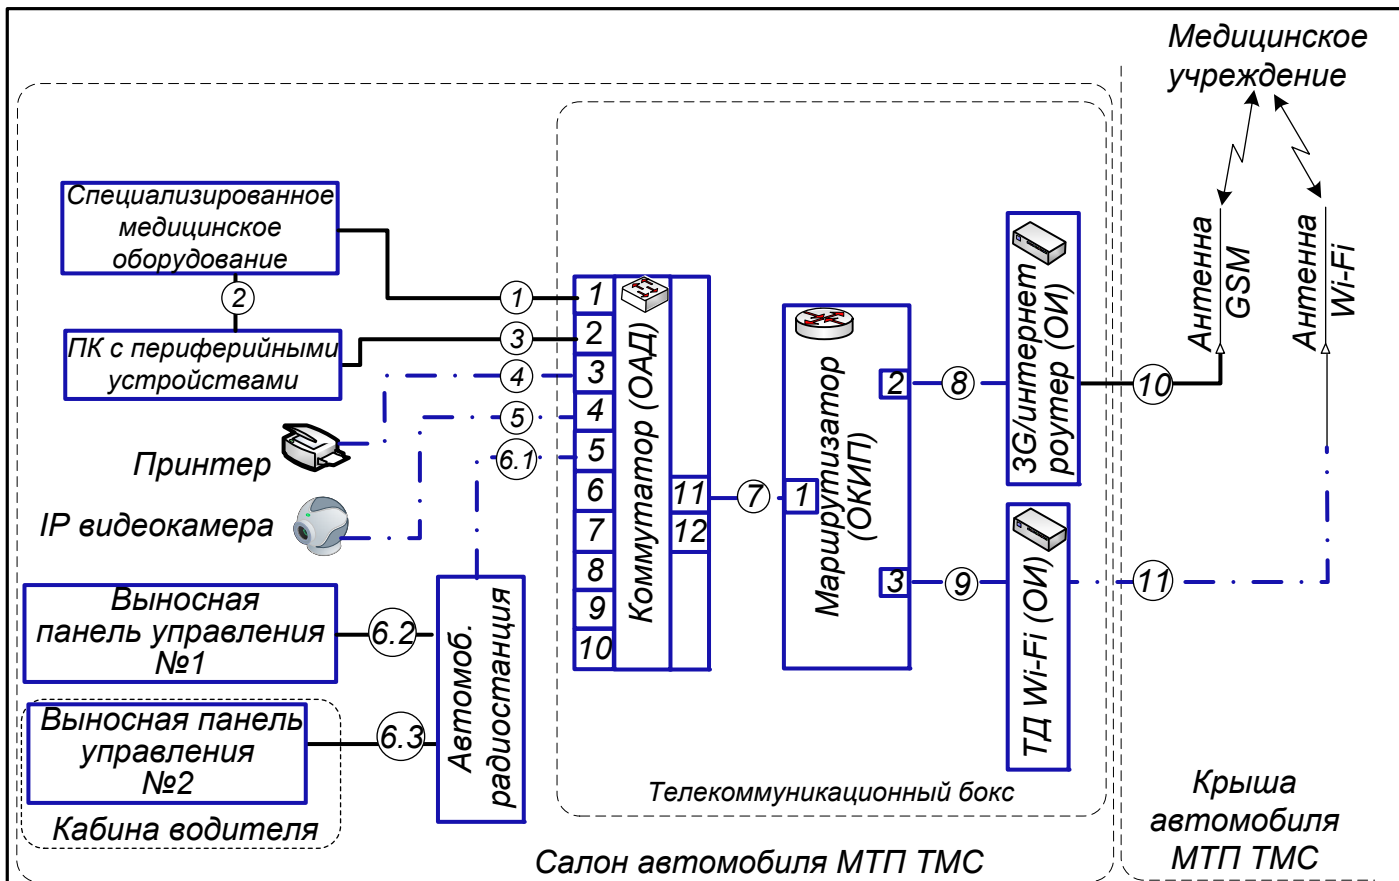 Медицинское
учреждение
Специализированное
медицинское
оборудование
2
ПК с периферийными
устройствами
Принтер
IP видеокамера
Выносная
панель управления
№1
Выносная панель
управления
№2
Кабина водителя
1
3
4
5
6.1
6.2
6.3
Автомоб.
радиостанция
1
2
3
4
5
6
7
8
9
10
Коммутатор (ОАД)
11
12
7
1
Маршрутизатор
(ОКИП)
2
3
8
9
3G/интернет
роутер (ОИ)
ТД Wi-Fi (ОИ)
10
11
Антенна
GSM
Антенна
Wi-Fi
Телекоммуникационный бокс
Салон автомобиля МТП ТМС
Крыша
автомобиля
МТП ТМС